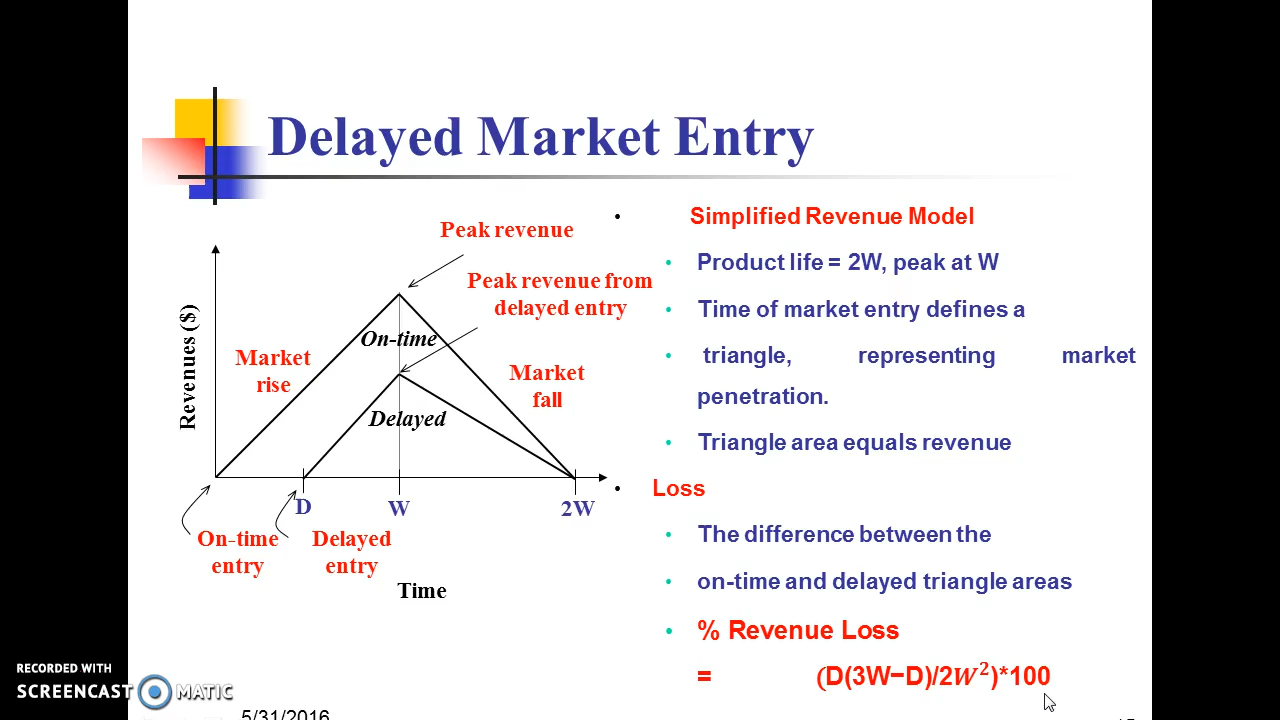 Delayed Market Entry
Peak revenue
Peak revenue from
delayed entry
On-time
Market
rise
Market
fall
Delayed
Revenues ($)
D
W
2W
On-time
entry
Delayed
entry
Time
• Simplified Revenue Model
• Product life = 2W, peak at W
• Time of market entry defines a
• triangle, representing market
penetration.
• Triangle area equals revenue
• Loss
• The difference between the
• on-time and delayed triangle areas
• % Revenue Loss
= (D(3W−D)/2W²)*100
RECORDED WITH
SCREENCAST MATIC
5/31/2016